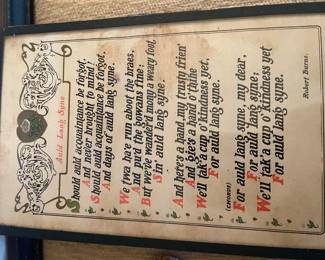 Auld Lang Syne
Should auld acquaintance be forgot,
And never brought to mind!
Should auld acquaintance be forgot,
And days of auld lang syne.
We twa ha'e run about the braes,
And pu'd the gowans fine;
But we've wander'd mony a weary foot,
Sin' auld lang syne.
And here's a hand, my trusty frien'
And gie's a hand o' thine
We'll tak' a cup o' kindness yet,
For auld lang syne.
(CHORUS)
For auld lang syne, my dear,
For auld lang syne;
We'll tak' a cup o' kindness yet
For auld lang syne.
Robert Burns